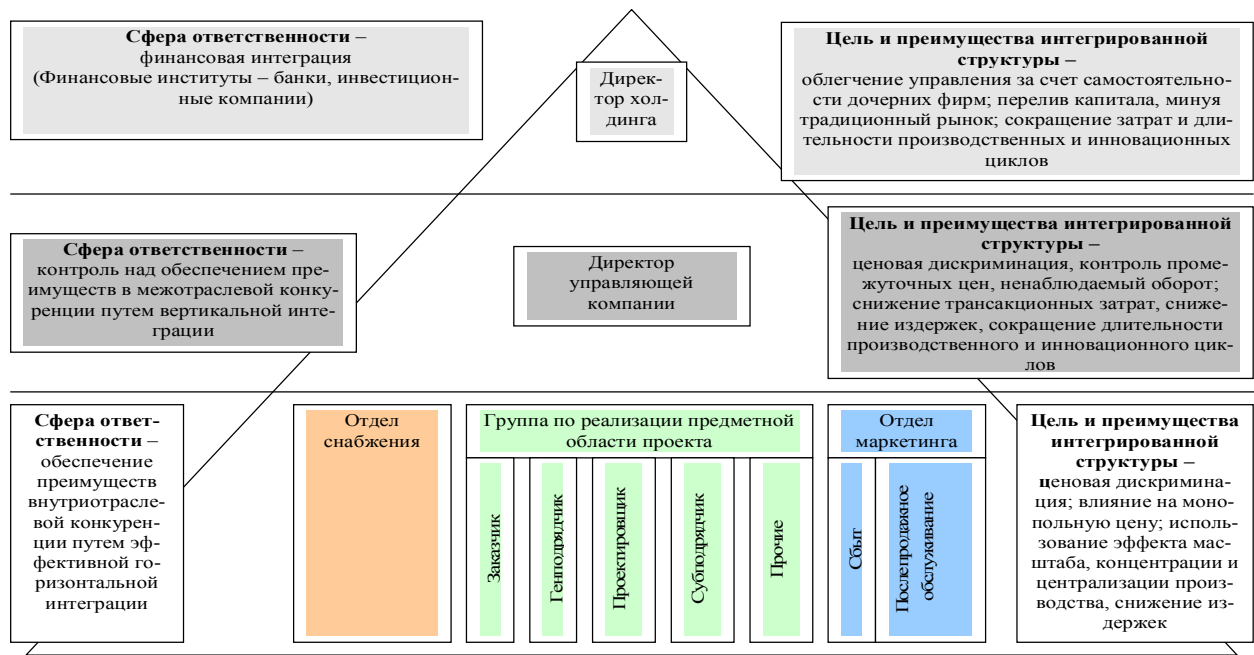 Сфера ответственности –
финансовая интеграция
(Финансовые институты – банки, инвестицион-
ные компании)
Дирек-
тор хол-
динга
Цель и преимущества интегрированной
структуры –
облегчение управления за счет самостоятельно-
сти дочерних фирм; перелив капитала, минуя
традиционный рынок; сокращение затрат и дли-
тельности производственных и инновационных
циклов
Сфера ответственности –
контроль над обеспечением пре-
имуществ в межотраслевой конку-
ренции путем вертикальной инте-
грации
Директор
управляющей
компании
Цель и преимущества интегрированной
структуры –
ценовая дискриминация, контроль проме-
жуточных цен, ненаблюдаемый оборот;
снижение трансакционных затрат, сниже-
ние издержек, сокращение длительности
производственного и инновационного цик-
лов
Сфера ответ-
ственности –
обеспечение
преимуществ
внутриотрасле-
вой конкурен-
ции путем эф-
фективной го-
ризонтальной
интеграции
Отдел
снабжения
Группа по реализации предметной
области проекта
Заказчик
Генподрядчик
Проектировщик
Субподрядчик
Прочие
Отдел
маркетинга
Сбыт
Послепродажное
обслуживание
Цель и преимущества
интегрированной
структуры –
ценовая дискримина-
ция; влияние на моно-
польную цену; исполь-
зование эффекта мас-
штаба, концентрации и
централизации произ-
водства, снижение из-
держек